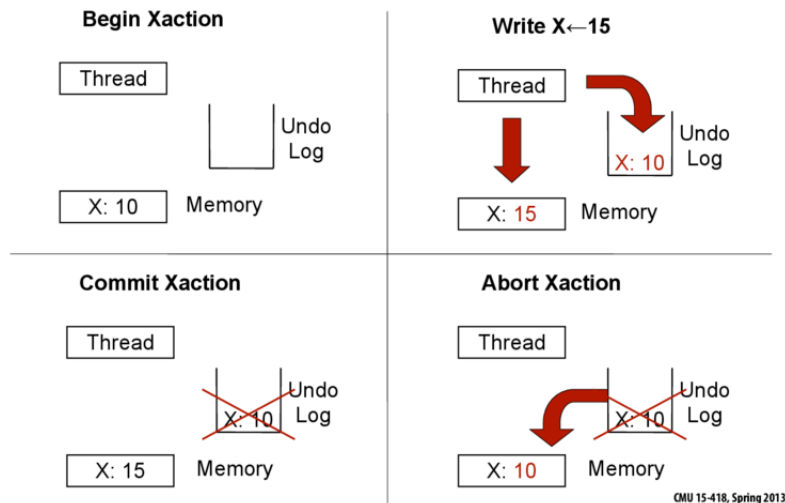 Begin Xaction
Thread
Undo
Log
X: 10
Memory
Write X←15
Thread
Undo
Log
X: 10
X: 15
Memory
Commit Xaction
Thread
Undo
Log
X: 10
X: 15
Memory
Abort Xaction
Thread
Undo
Log
X: 10
X: 10
Memory
CMU 15-418, Spring 2013